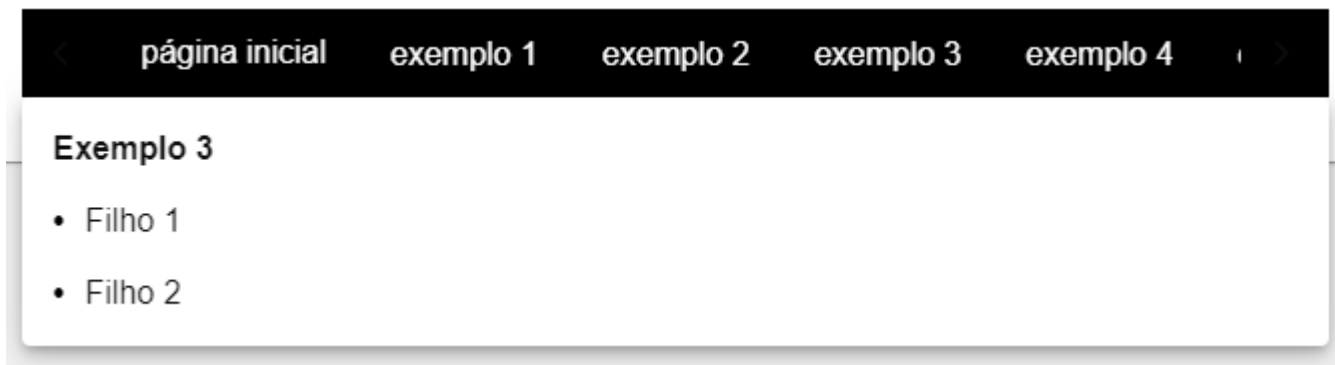 página inicial exemplo 1 exemplo 2 exemplo 3 exemplo 4
Exemplo 3
• Filho 1
• Filho 2